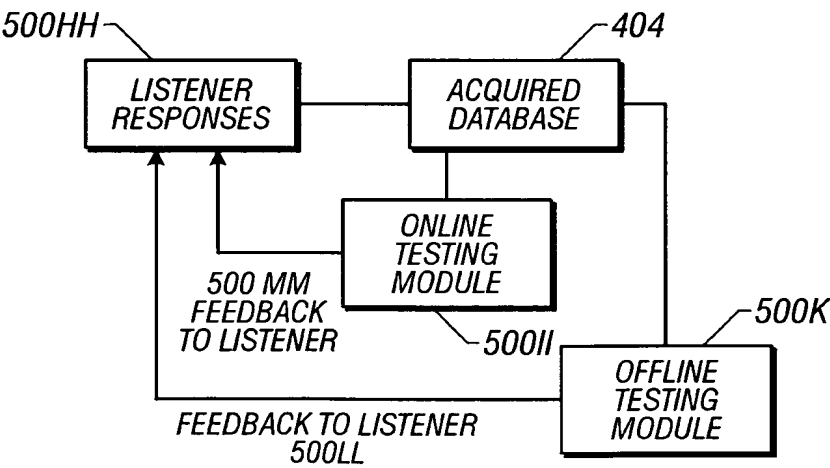 500HH
404
LISTENER
RESPONSES
ACQUIRED
DATABASE
ONLINE
TESTING
MODULE
500 MM
FEEDBACK
TO LISTENER
500II
500K
OFFLINE
TESTING
MODULE
FEEDBACK TO LISTENER
500LL